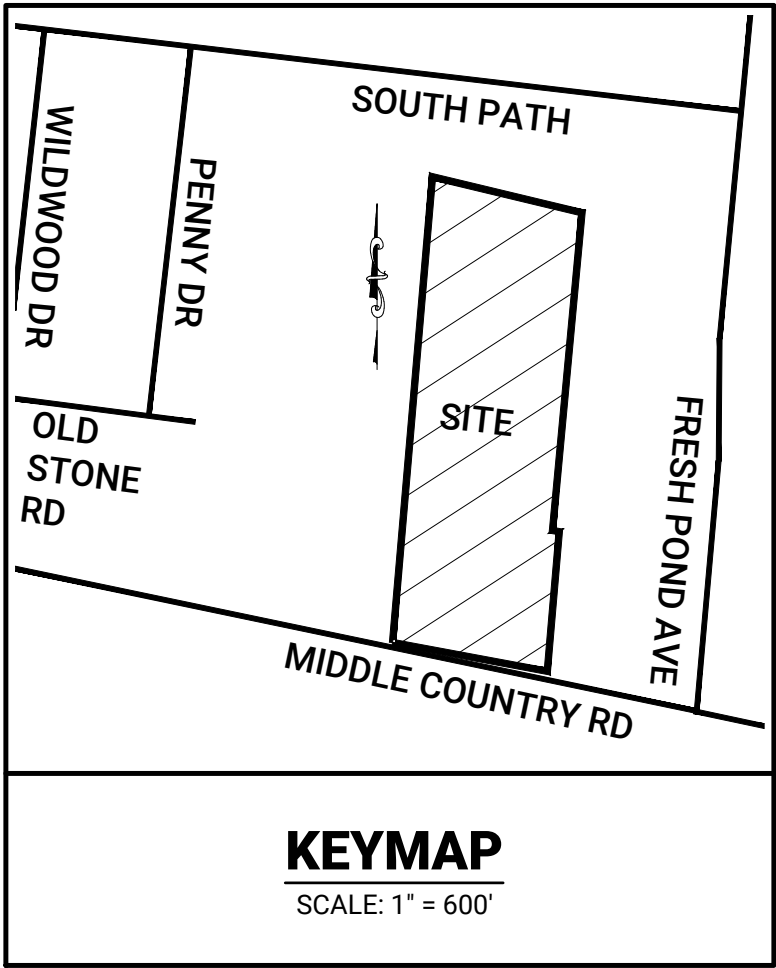 SOUTH PATH
WILDWOOD DR
PENNY DR
SITE
OLD
STONE
RD
FRESH POND AVE
MIDDLE COUNTRY RD
KEYMAP
SCALE: 1" = 600'